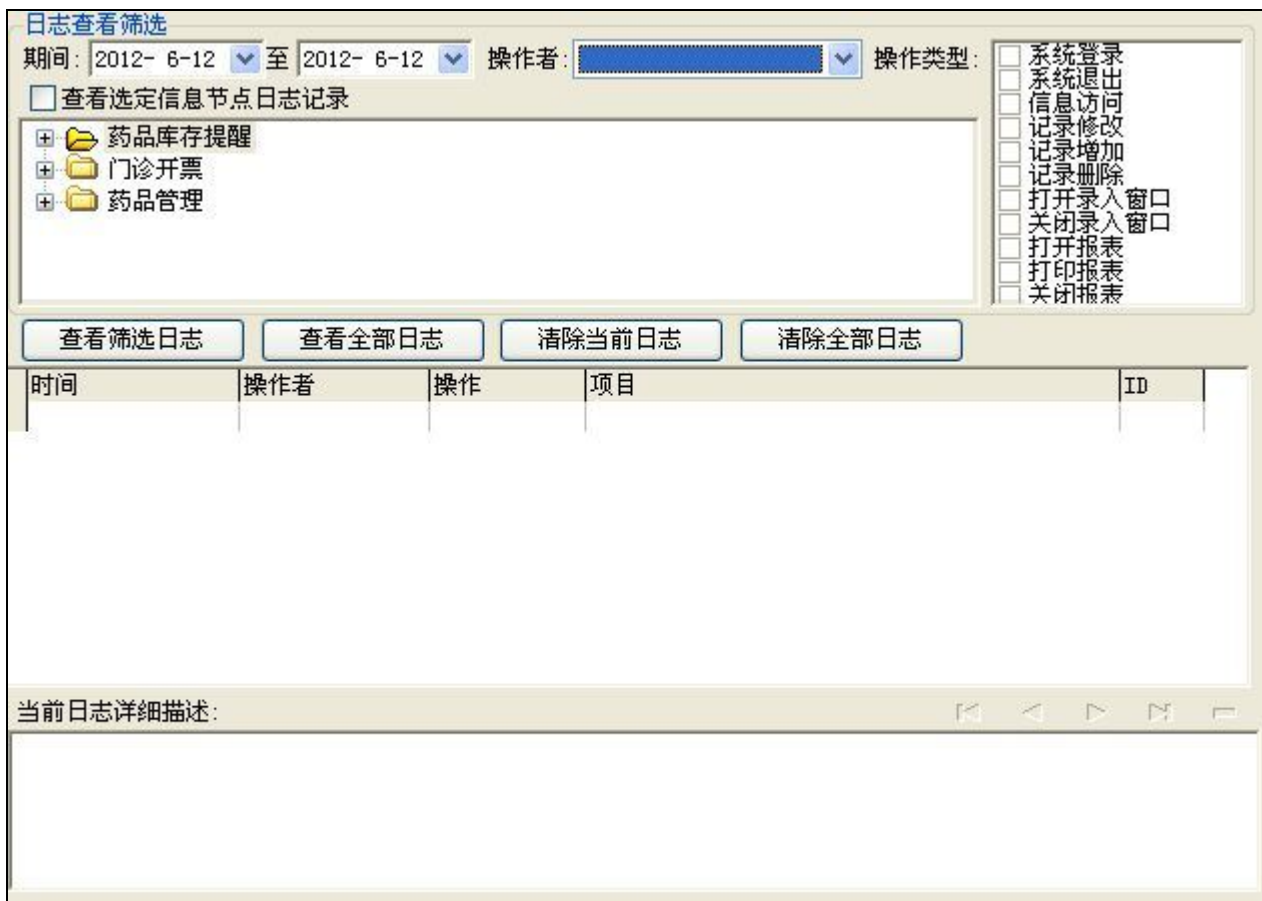 日志查看筛选
期间: 2012- 6-12 至 2012- 6-12 操作者: 操作类型:
系统登录
系统退出
信息访问
记录修改
记录增加
记录删除
打开录入窗口
关闭录入窗口
打开报表
打印报表
关闭报表
查看选定信息节点日志记录
药品库存提醒
门诊开票
药品管理
查看筛选日志 查看全部日志 清除当前日志 清除全部日志
时间 操作者 操作 项目 ID
当前日志详细描述: